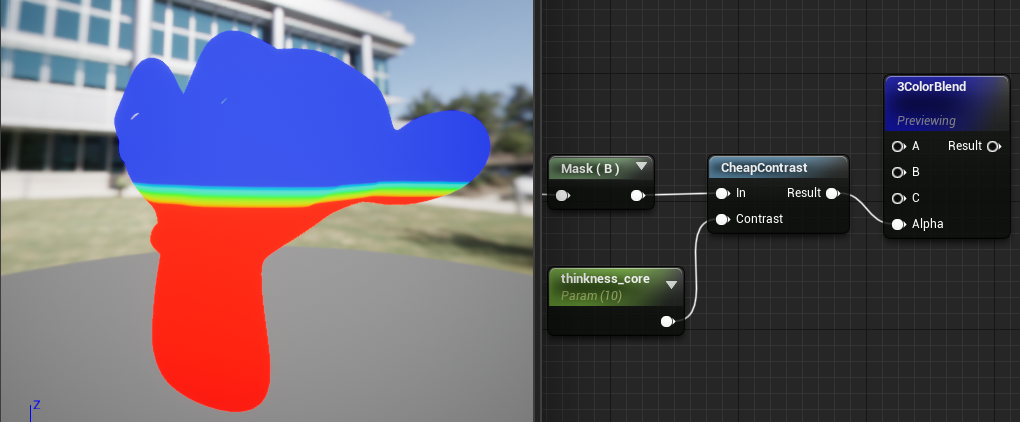 Z
Mask ( B )
CheapContrast
In
Result
Contrast
thinkness_core
Param (10)
3ColorBlend
Previewing
A
Result
B
C
Alpha